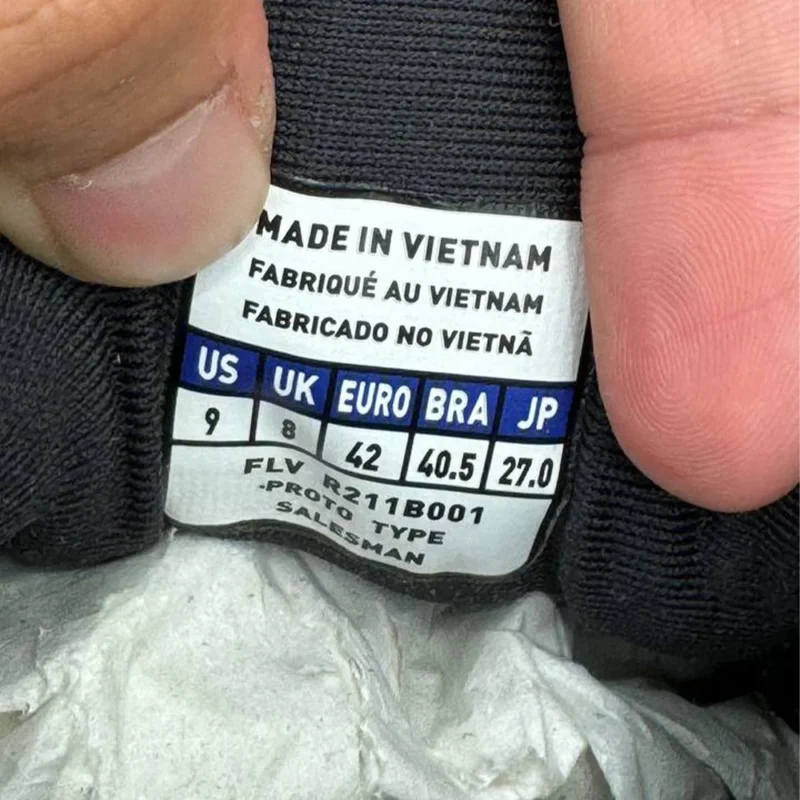 MADE IN VIETNAM
FABRIQUÉ AU VIETNAM
FABRICADO NO VIETNÃ
US UK EURO BRA JP
9 8 42 40.5 27.0
FLV R211B001
-PROTO TYPE
SALESMAN